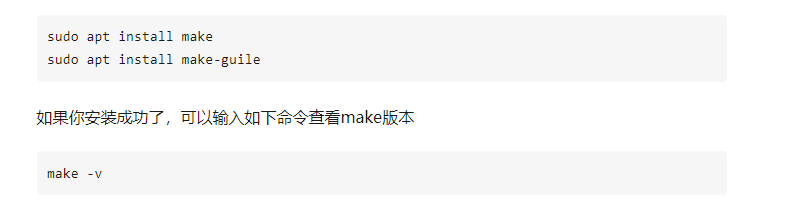 sudo apt install make
sudo apt install make-guile
如果你安装成功了，可以输入如下命令查看make版本
make -v